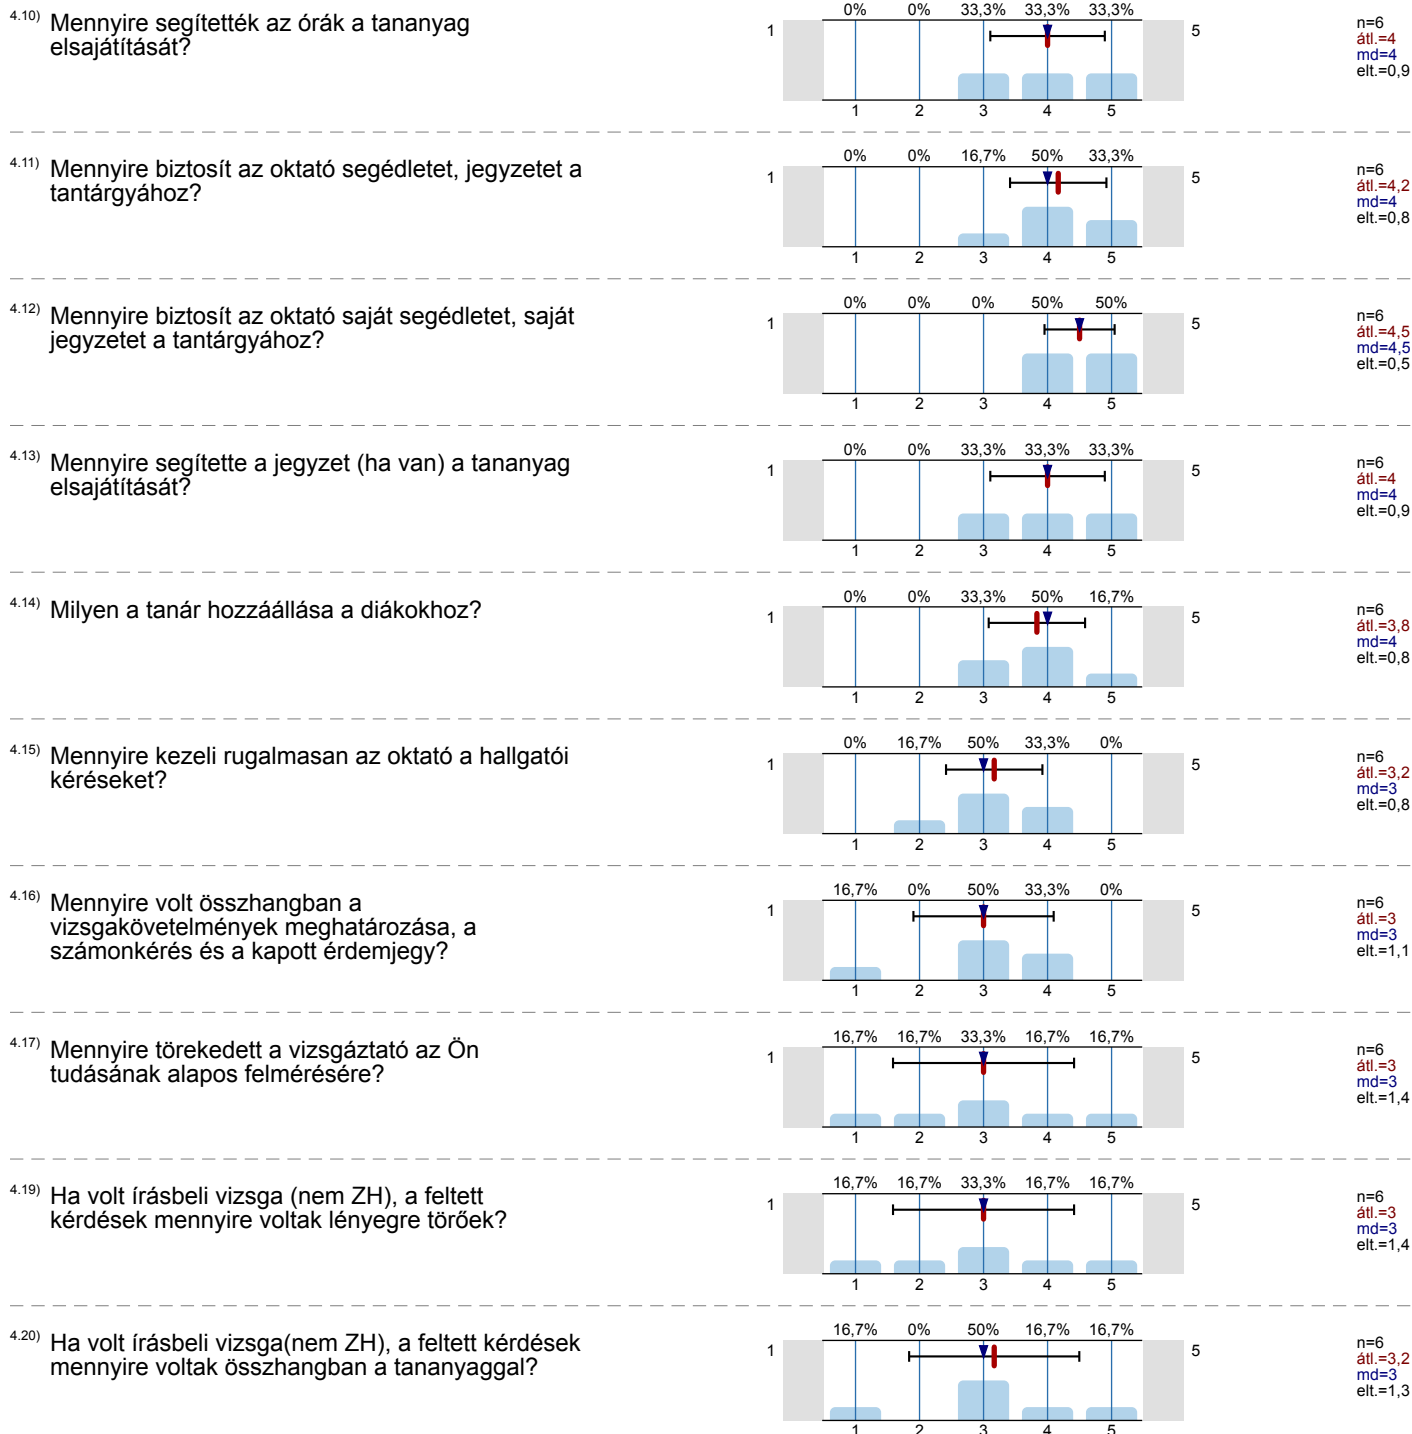 4.10) Mennyire segítették az órák a tananyag
elsajátítását?
0% 0% 33,3% 33,3% 33,3%
1 5
1 2 3 4 5
n=6
átl.=4
md=4
elt.=0,9
4.11) Mennyire biztosít az oktató segédletet, jegyzetet a
tantárgyához?
0% 0% 16,7% 50% 33,3%
1 5
1 2 3 4 5
n=6
átl.=4,2
md=4
elt.=0,8
4.12) Mennyire biztosít az oktató saját segédletet, saját
jegyzetet a tantárgyához?
0% 0% 0% 50% 50%
1 5
1 2 3 4 5
n=6
átl.=4,5
md=4,5
elt.=0,5
4.13) Mennyire segítette a jegyzet (ha van) a tananyag
elsajátítását?
0% 0% 33,3% 33,3% 33,3%
1 5
1 2 3 4 5
n=6
átl.=4
md=4
elt.=0,9
4.14) Milyen a tanár hozzáállása a diákokhoz?
0% 0% 33,3% 50% 16,7%
1 5
1 2 3 4 5
n=6
átl.=3,8
md=4
elt.=0,8
4.15) Mennyire kezeli rugalmasan az oktató a hallgatói
kéréseket?
0% 16,7% 50% 33,3% 0%
1 5
1 2 3 4 5
n=6
átl.=3,2
md=3
elt.=0,8
4.16) Mennyire volt összhangban a
vizsgakövetelmények meghatározása, a
számonkérés és a kapott érdemjegy?
16,7% 0% 50% 33,3% 0%
1 5
1 2 3 4 5
n=6
átl.=3
md=3
elt.=1,1
4.17) Mennyire törekedett a vizsgáztató az Ön
tudásának alapos felmérésére?
16,7% 16,7% 33,3% 16,7% 16,7%
1 5
1 2 3 4 5
n=6
átl.=3
md=3
elt.=1,4
4.19) Ha volt írásbeli vizsga (nem ZH), a feltett
kérdések mennyire voltak lényegre törőek?
16,7% 16,7% 33,3% 16,7% 16,7%
1 5
1 2 3 4 5
n=6
átl.=3
md=3
elt.=1,4
4.20) Ha volt írásbeli vizsga(nem ZH), a feltett kérdések
mennyire voltak összhangban a tananyaggal?
16,7% 0% 50% 16,7% 16,7%
1 5
1 2 3 4 5
n=6
átl.=3,2
md=3
elt.=1,3